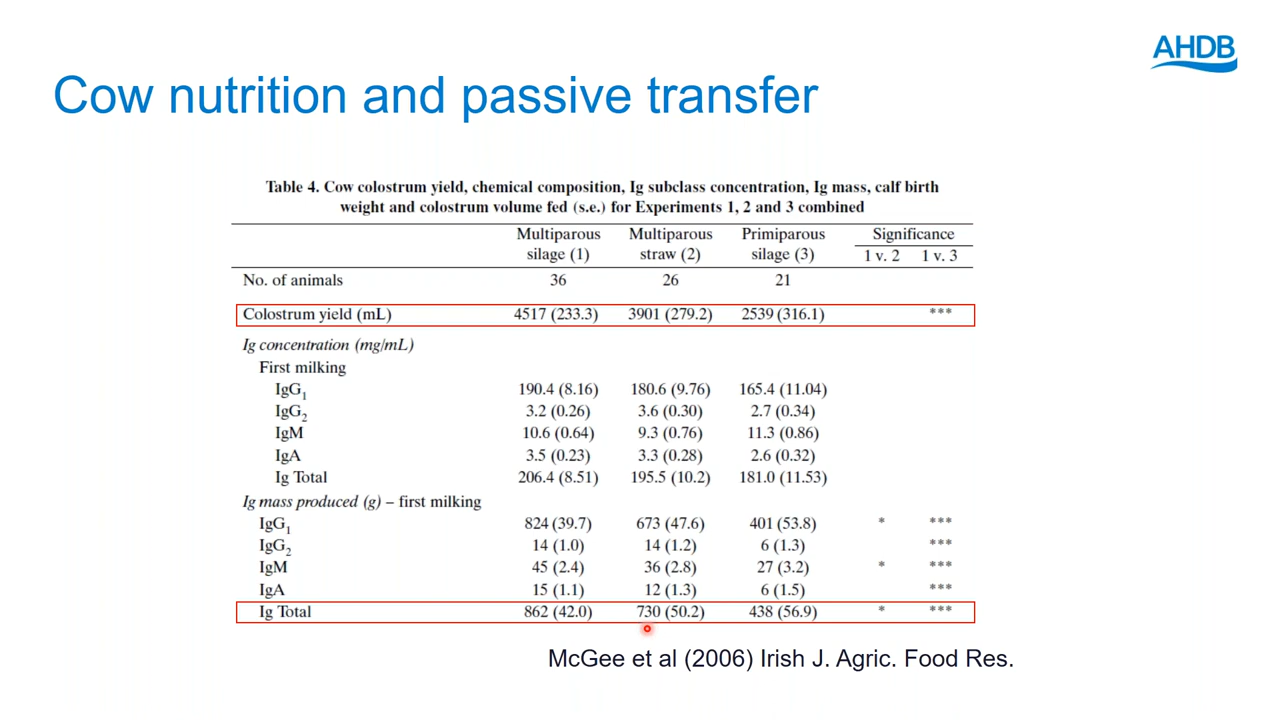 AHDB
Cow nutrition and passive transfer
Table 4. Cow colostrum yield, chemical composition, Ig subclass concentration, Ig mass, calf birth
weight and colostrum volume fed (s.e.) for Experiments 1, 2 and 3 combined
Multiparous Multiparous Primiparous Significance
silage (1) straw (2) silage (3) 1 v. 2 1 v. 3
No. of animals 36 26 21
Colostrum yield (mL) 4517 (233.3) 3901 (279.2) 2539 (316.1) ***
Ig concentration (mg/mL)
First milking
IgG1 190.4 (8.16) 180.6 (9.76) 165.4 (11.04)
IgG2 3.2 (0.26) 3.6 (0.30) 2.7 (0.34)
IgM 10.6 (0.64) 9.3 (0.76) 11.3 (0.86)
IgA 3.5 (0.23) 3.3 (0.28) 2.6 (0.32)
Ig Total 206.4 (8.51) 195.5 (10.2) 181.0 (11.53)
Ig mass produced (g) – first milking
IgG1 824 (39.7) 673 (47.6) 401 (53.8) * ***
IgG2 14 (1.0) 14 (1.2) 6 (1.3) ***
IgM 45 (2.4) 36 (2.8) 27 (3.2) * ***
IgA 15 (1.1) 12 (1.3) 6 (1.5) ***
Ig Total 862 (42.0) 730 (50.2) 438 (56.9) * ***
McGee et al (2006) Irish J. Agric. Food Res.